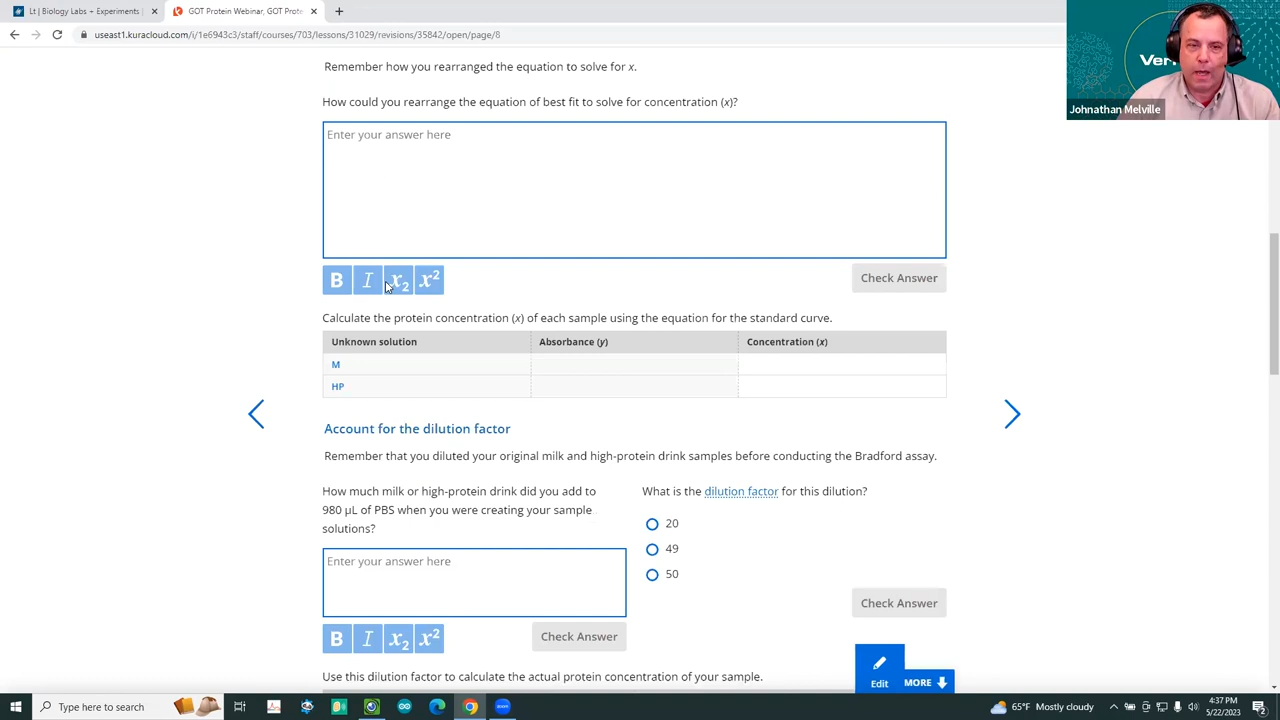 Lt | Biology Labs + Experiments |
GOT Protein Webinar, GOT Prote
useast1.kuracloud.com/i/1e6943c3/staff/courses/703/lessons/31029/revisions/35842/open/page/8
Ver
Johnathan Melville
Remember how you rearranged the equation to solve for x.
How could you rearrange the equation of best fit to solve for concentration (x)?
Enter your answer here
B I x₂ x²
Check Answer
Calculate the protein concentration (x) of each sample using the equation for the standard curve.
Unknown solution Absorbance (y) Concentration (x)
M
HP
Account for the dilution factor
Remember that you diluted your original milk and high-protein drink samples before conducting the Bradford assay.
How much milk or high-protein drink did you add to
980 µL of PBS when you were creating your sample
solutions?
Enter your answer here
B I x₂ x²
Check Answer
What is the dilution factor for this dilution?
20
49
50
Check Answer
Edit
MORE
Use this dilution factor to calculate the actual protein concentration of your sample.
Type here to search
65°F Mostly cloudy
4:37 PM
5/22/2023
2